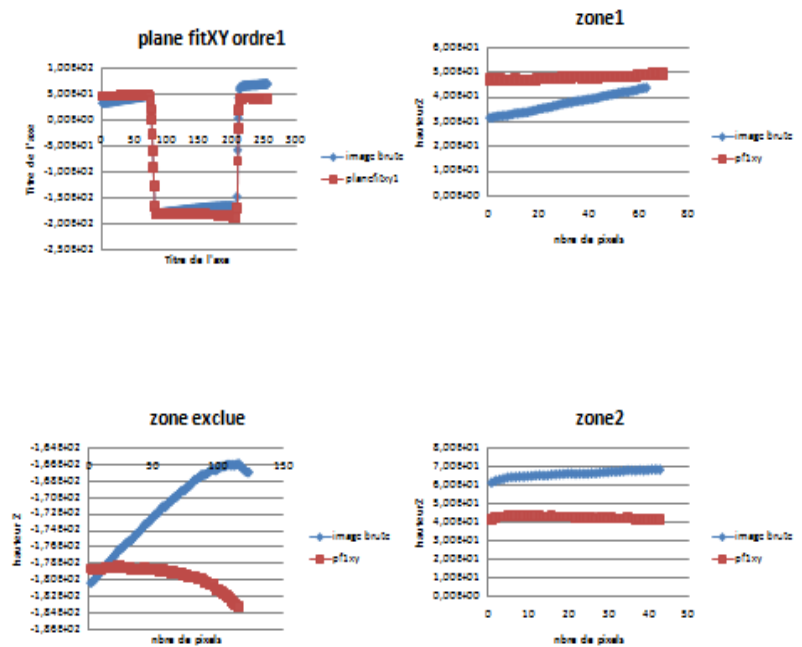 plane fitXY ordre1
1,00E+02
5,00E+01
0,00E+00
-5,00E+01
-1,00E+02
-1,50E+02
-2,00E+02
-2,50E+02
0 50 100 150 200 250 300
Titre de l'axe
Titre de l'axe
image brute
planefitxy1
zone1
6,00E+01
5,00E+01
4,00E+01
3,00E+01
2,00E+01
1,00E+01
0,00E+00
0 20 40 60 80
hauteurZ
nbre de pixels
image brute
pf1xy
zone exclue
-1,64E+02
-1,66E+02
-1,68E+02
-1,70E+02
-1,72E+02
-1,74E+02
-1,76E+02
-1,78E+02
-1,80E+02
-1,82E+02
-1,84E+02
-1,86E+02
0 50 100 150
hauteur Z
nbre de pixels
image brute
pf1xy
zone2
8,00E+01
7,00E+01
6,00E+01
5,00E+01
4,00E+01
3,00E+01
2,00E+01
1,00E+01
0,00E+00
0 10 20 30 40 50
hauteurZ
nbre de pixels
image brute
pf1xy